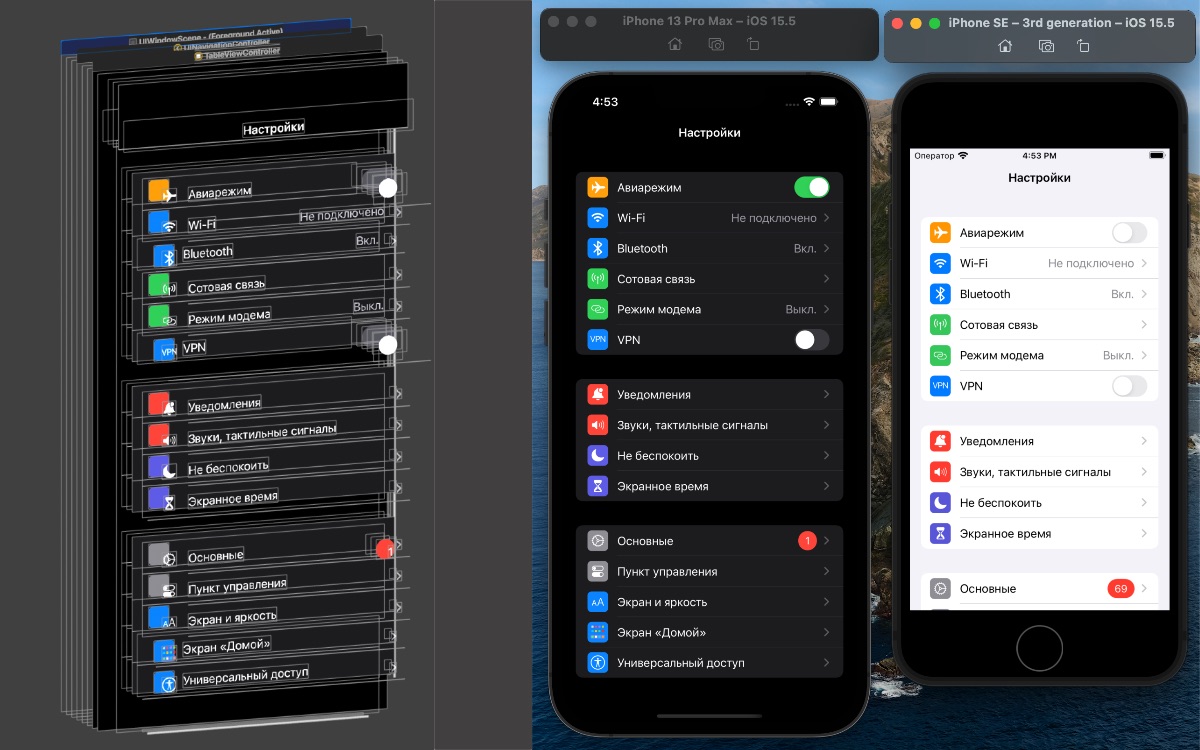 UIWindowScene - (Foreground Active)
UINavigationController
TableViewController
Настройки
Авиарежим
Wi-Fi
Не подключено
Bluetooth
Вкл.
Сотовая связь
Режим модема
Выкл.
VPN
VPN
Уведомления
Звуки, тактильные сигналы
Не беспокоить
Экранное время
Основные
1
Пункт управления
AA
Экран и яркость
Экран «Домой»
Универсальный доступ
iPhone 13 Pro Max – iOS 15.5
4:53
Настройки
Авиарежим
Wi-Fi
Не подключено
Bluetooth
Вкл.
Сотовая связь
Режим модема
Выкл.
VPN
VPN
Уведомления
Звуки, тактильные сигналы
Не беспокоить
Экранное время
Основные
1
Пункт управления
AA
Экран и яркость
Экран «Домой»
Универсальный доступ
iPhone SE – 3rd generation – iOS 15.5
Оператор
4:53 PM
Настройки
Авиарежим
Wi-Fi
Не подключено
Bluetooth
Вкл.
Сотовая связь
Режим модема
Выкл.
VPN
VPN
Уведомления
Звуки, тактильные сигналы
Не беспокоить
Экранное время
Основные
69